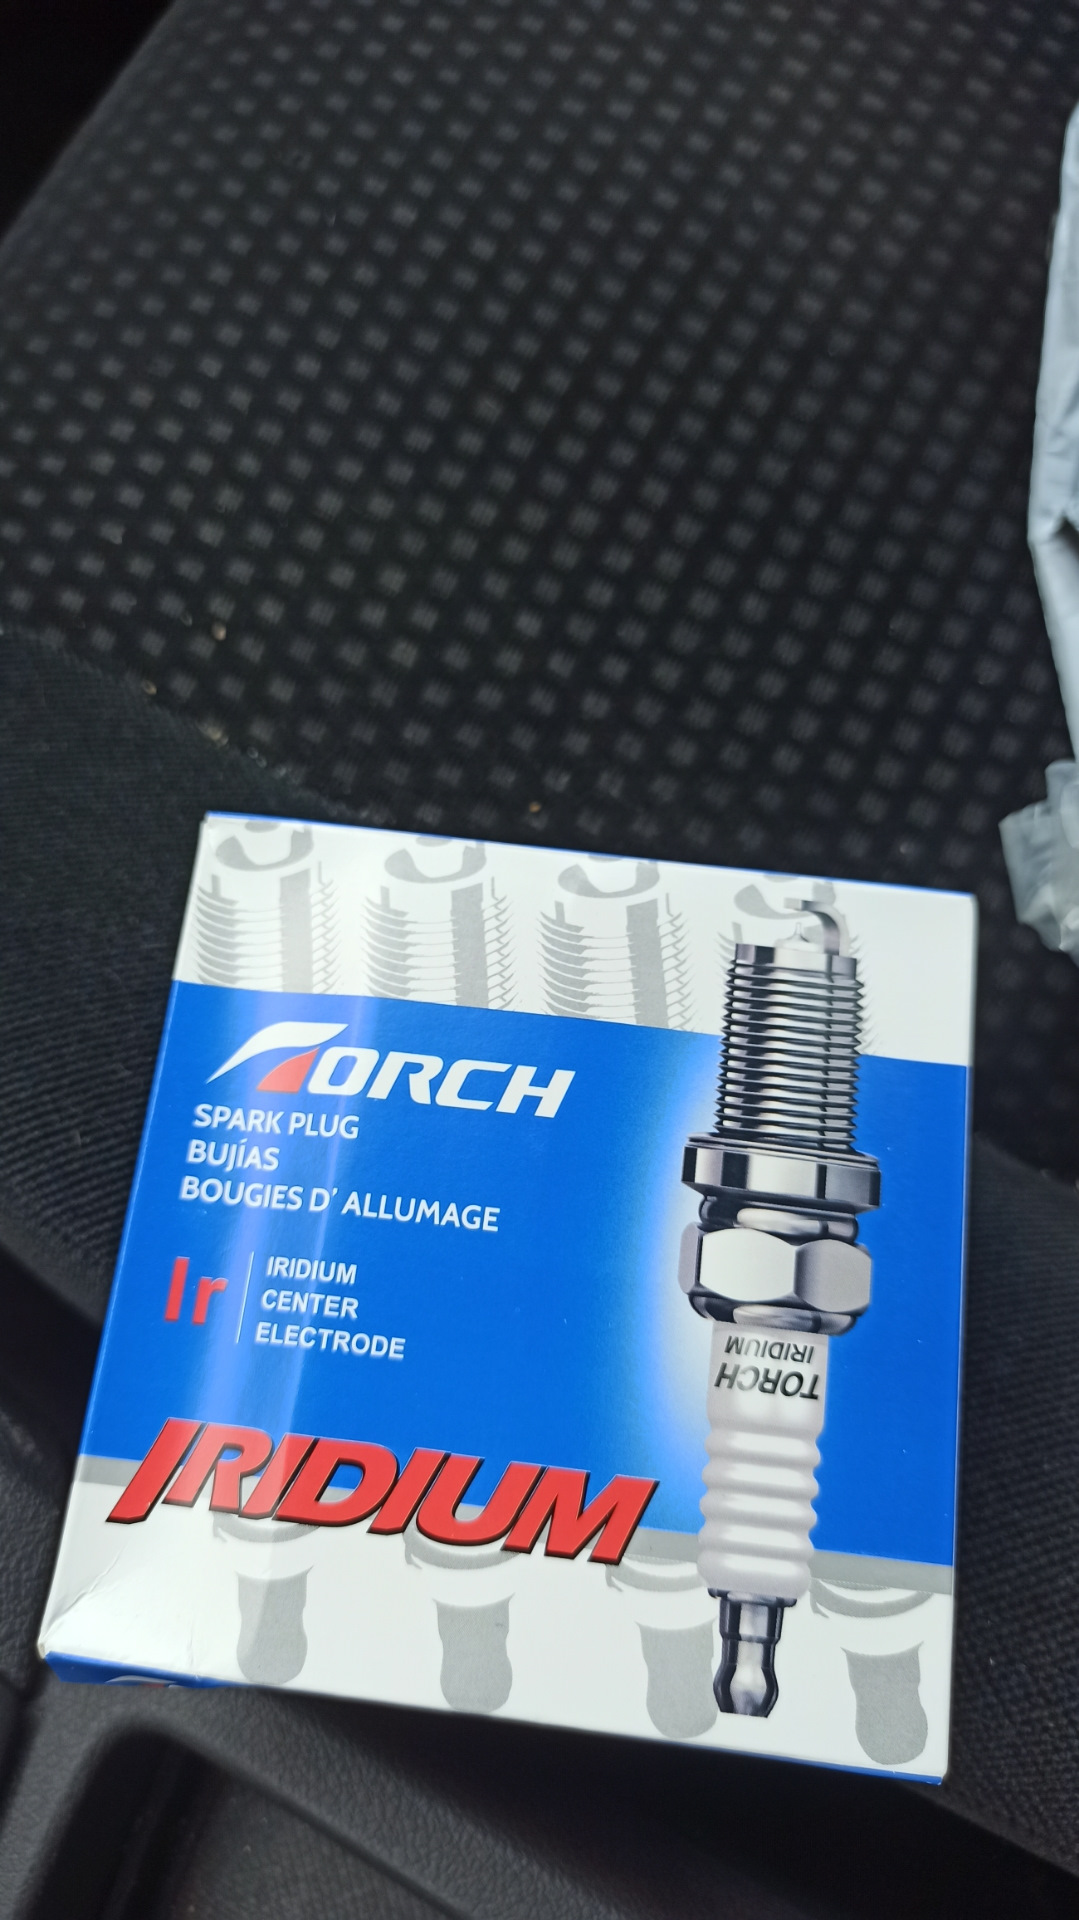 TORCH
SPARK PLUG
BUJÍAS
BOUGIES D' ALLUMAGE
Ir
IRIDIUM
CENTER
ELECTRODE
IRIDIUM
TORCH
IRIDIUM